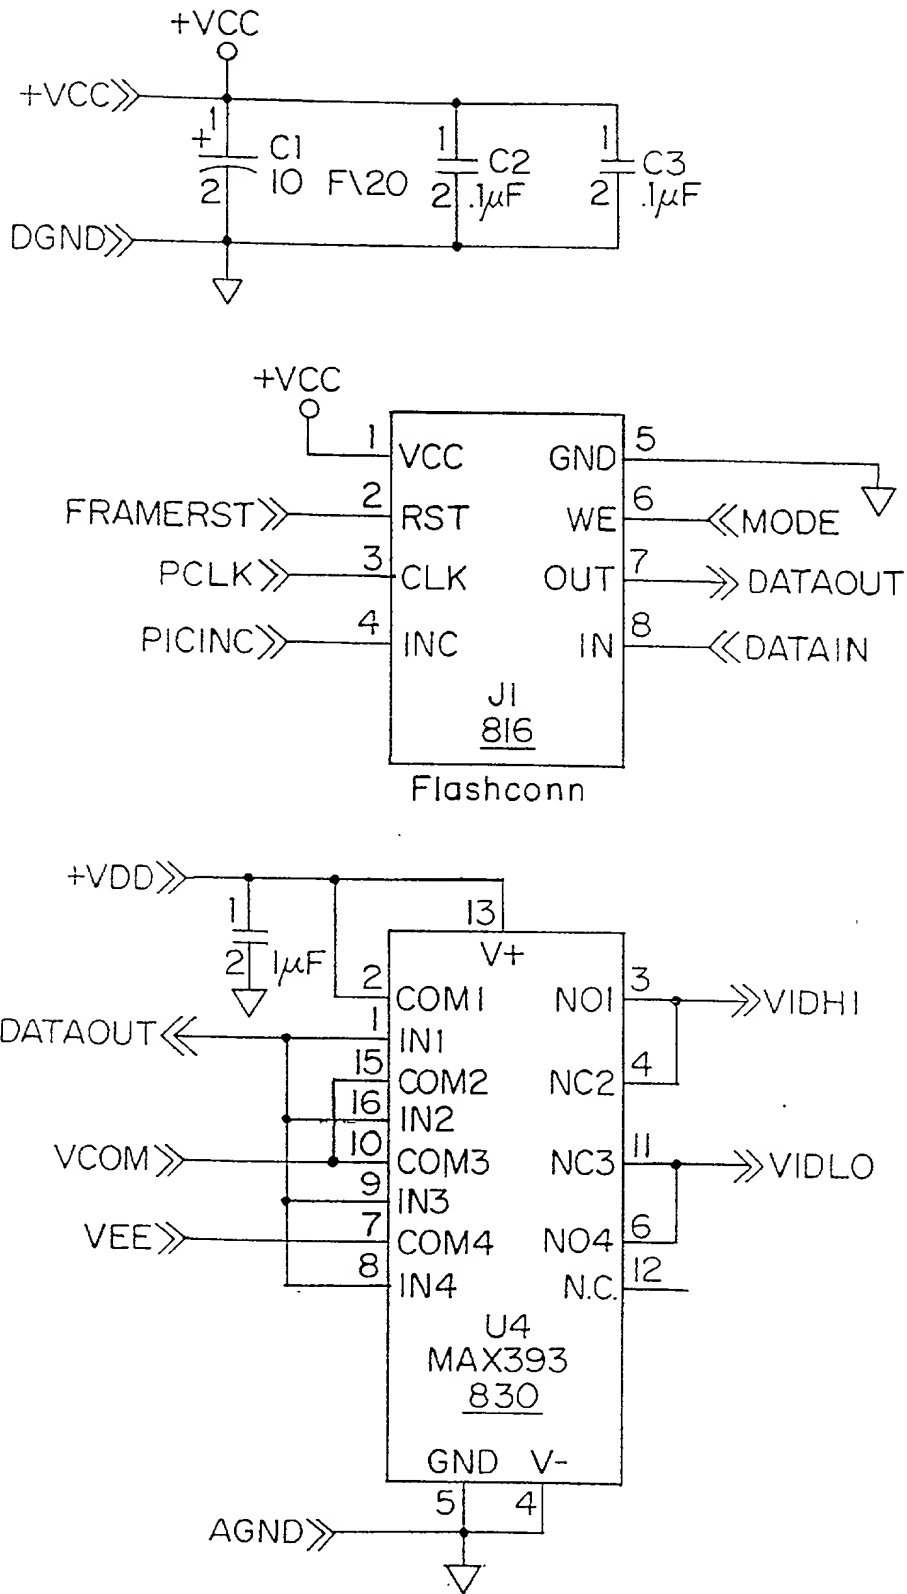 +VCC
+VCC
1
+
C1
10 F\20
2
1
C2
2
.1µF
1
C3
2
.1µF
DGND
+VCC
1
VCC
GND
5
FRAMERST
2
RST
WE
6
MODE
PCLK
3
CLK
OUT
7
DATAOUT
PICINC
4
INC
IN
8
DATAIN
J1
816
Flashconn
+VDD
1
2
1µF
13
V+
2
COM1
NO1
3
VIDHI
DATAOUT
1
IN1
15
COM2
NC2
4
16
IN2
VCOM
10
COM3
NC3
11
VIDLO
9
IN3
VEE
7
COM4
NO4
6
8
IN4
N.C.
12
U4
MAX393
830
GND
V-
5
4
AGND